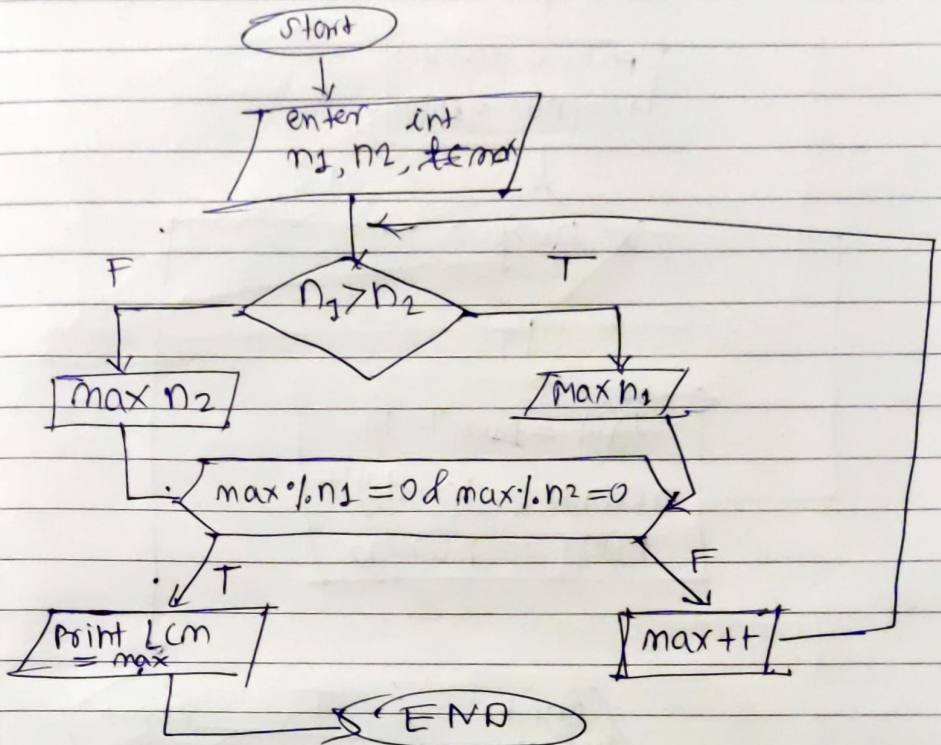 start
enter int
n1, n2, max
F
T
n1>n2
max n2
max n1
max%n1=0 & max%n2=0
T
F
print Lcm
= max
max++
END